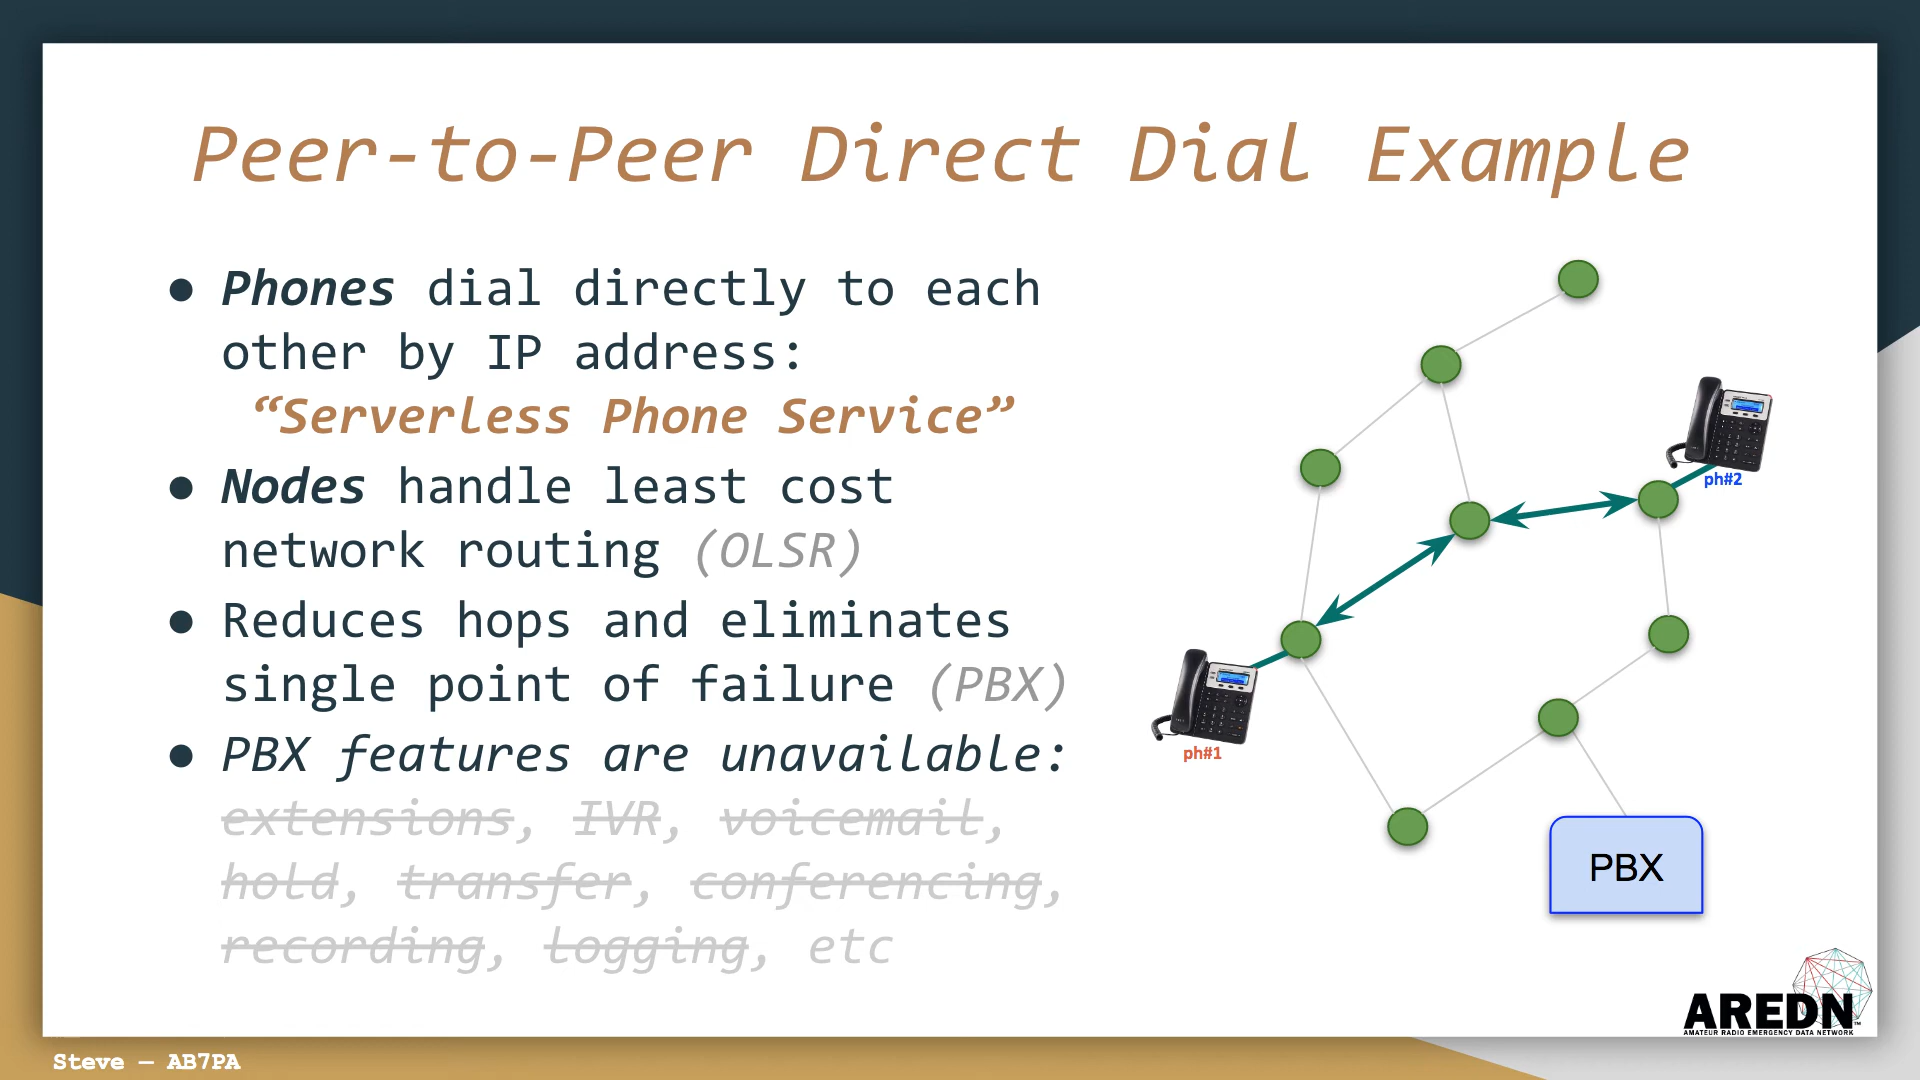 Peer-to-Peer Direct Dial Example
● Phones dial directly to each
other by IP address:
“Serverless Phone Service”
● Nodes handle least cost
network routing (OLSR)
● Reduces hops and eliminates
single point of failure (PBX)
● PBX features are unavailable:
extensions, IVR, voicemail,
hold, transfer, conferencing,
recording, logging, etc
ph#2
ph#1
PBX
AREDN™
AMATEUR RADIO EMERGENCY DATA NETWORK
Steve – AB7PA